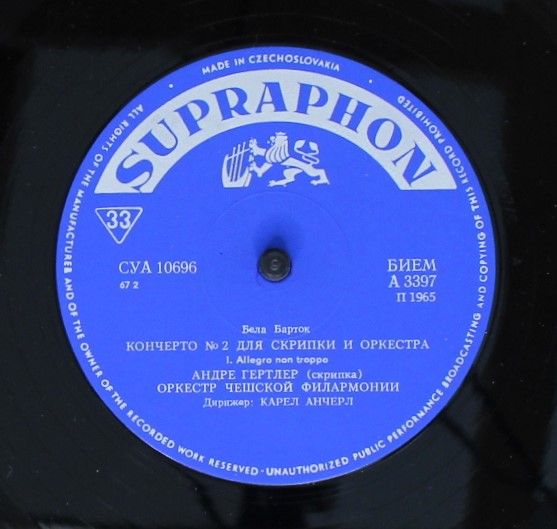 MADE IN CZECHOSLOVAKIA
SUPRAPHON
33
СУА 10696
67 2
БИЕМ
А 3397
П 1965
Бела Барток
КОНЧЕРТО №2 ДЛЯ СКРИПКИ И ОРКЕСТРА
1. Allegro non troppo
АНДРЕ ГЕРТЛЕР (скрипка)
ОРКЕСТР ЧЕШСКОЙ ФИЛАРМОНИИ
Дирижер: КАРЕЛ АНЧЕРЛ
ALL RIGHTS OF THE MANUFACTURER AND OF THE OWNER OF THE RECORDED WORK RESERVED - UNAUTHORIZED PUBLIC PERFORMANCE BROADCASTING AND COPYING OF THIS RECORD PROHIBITED